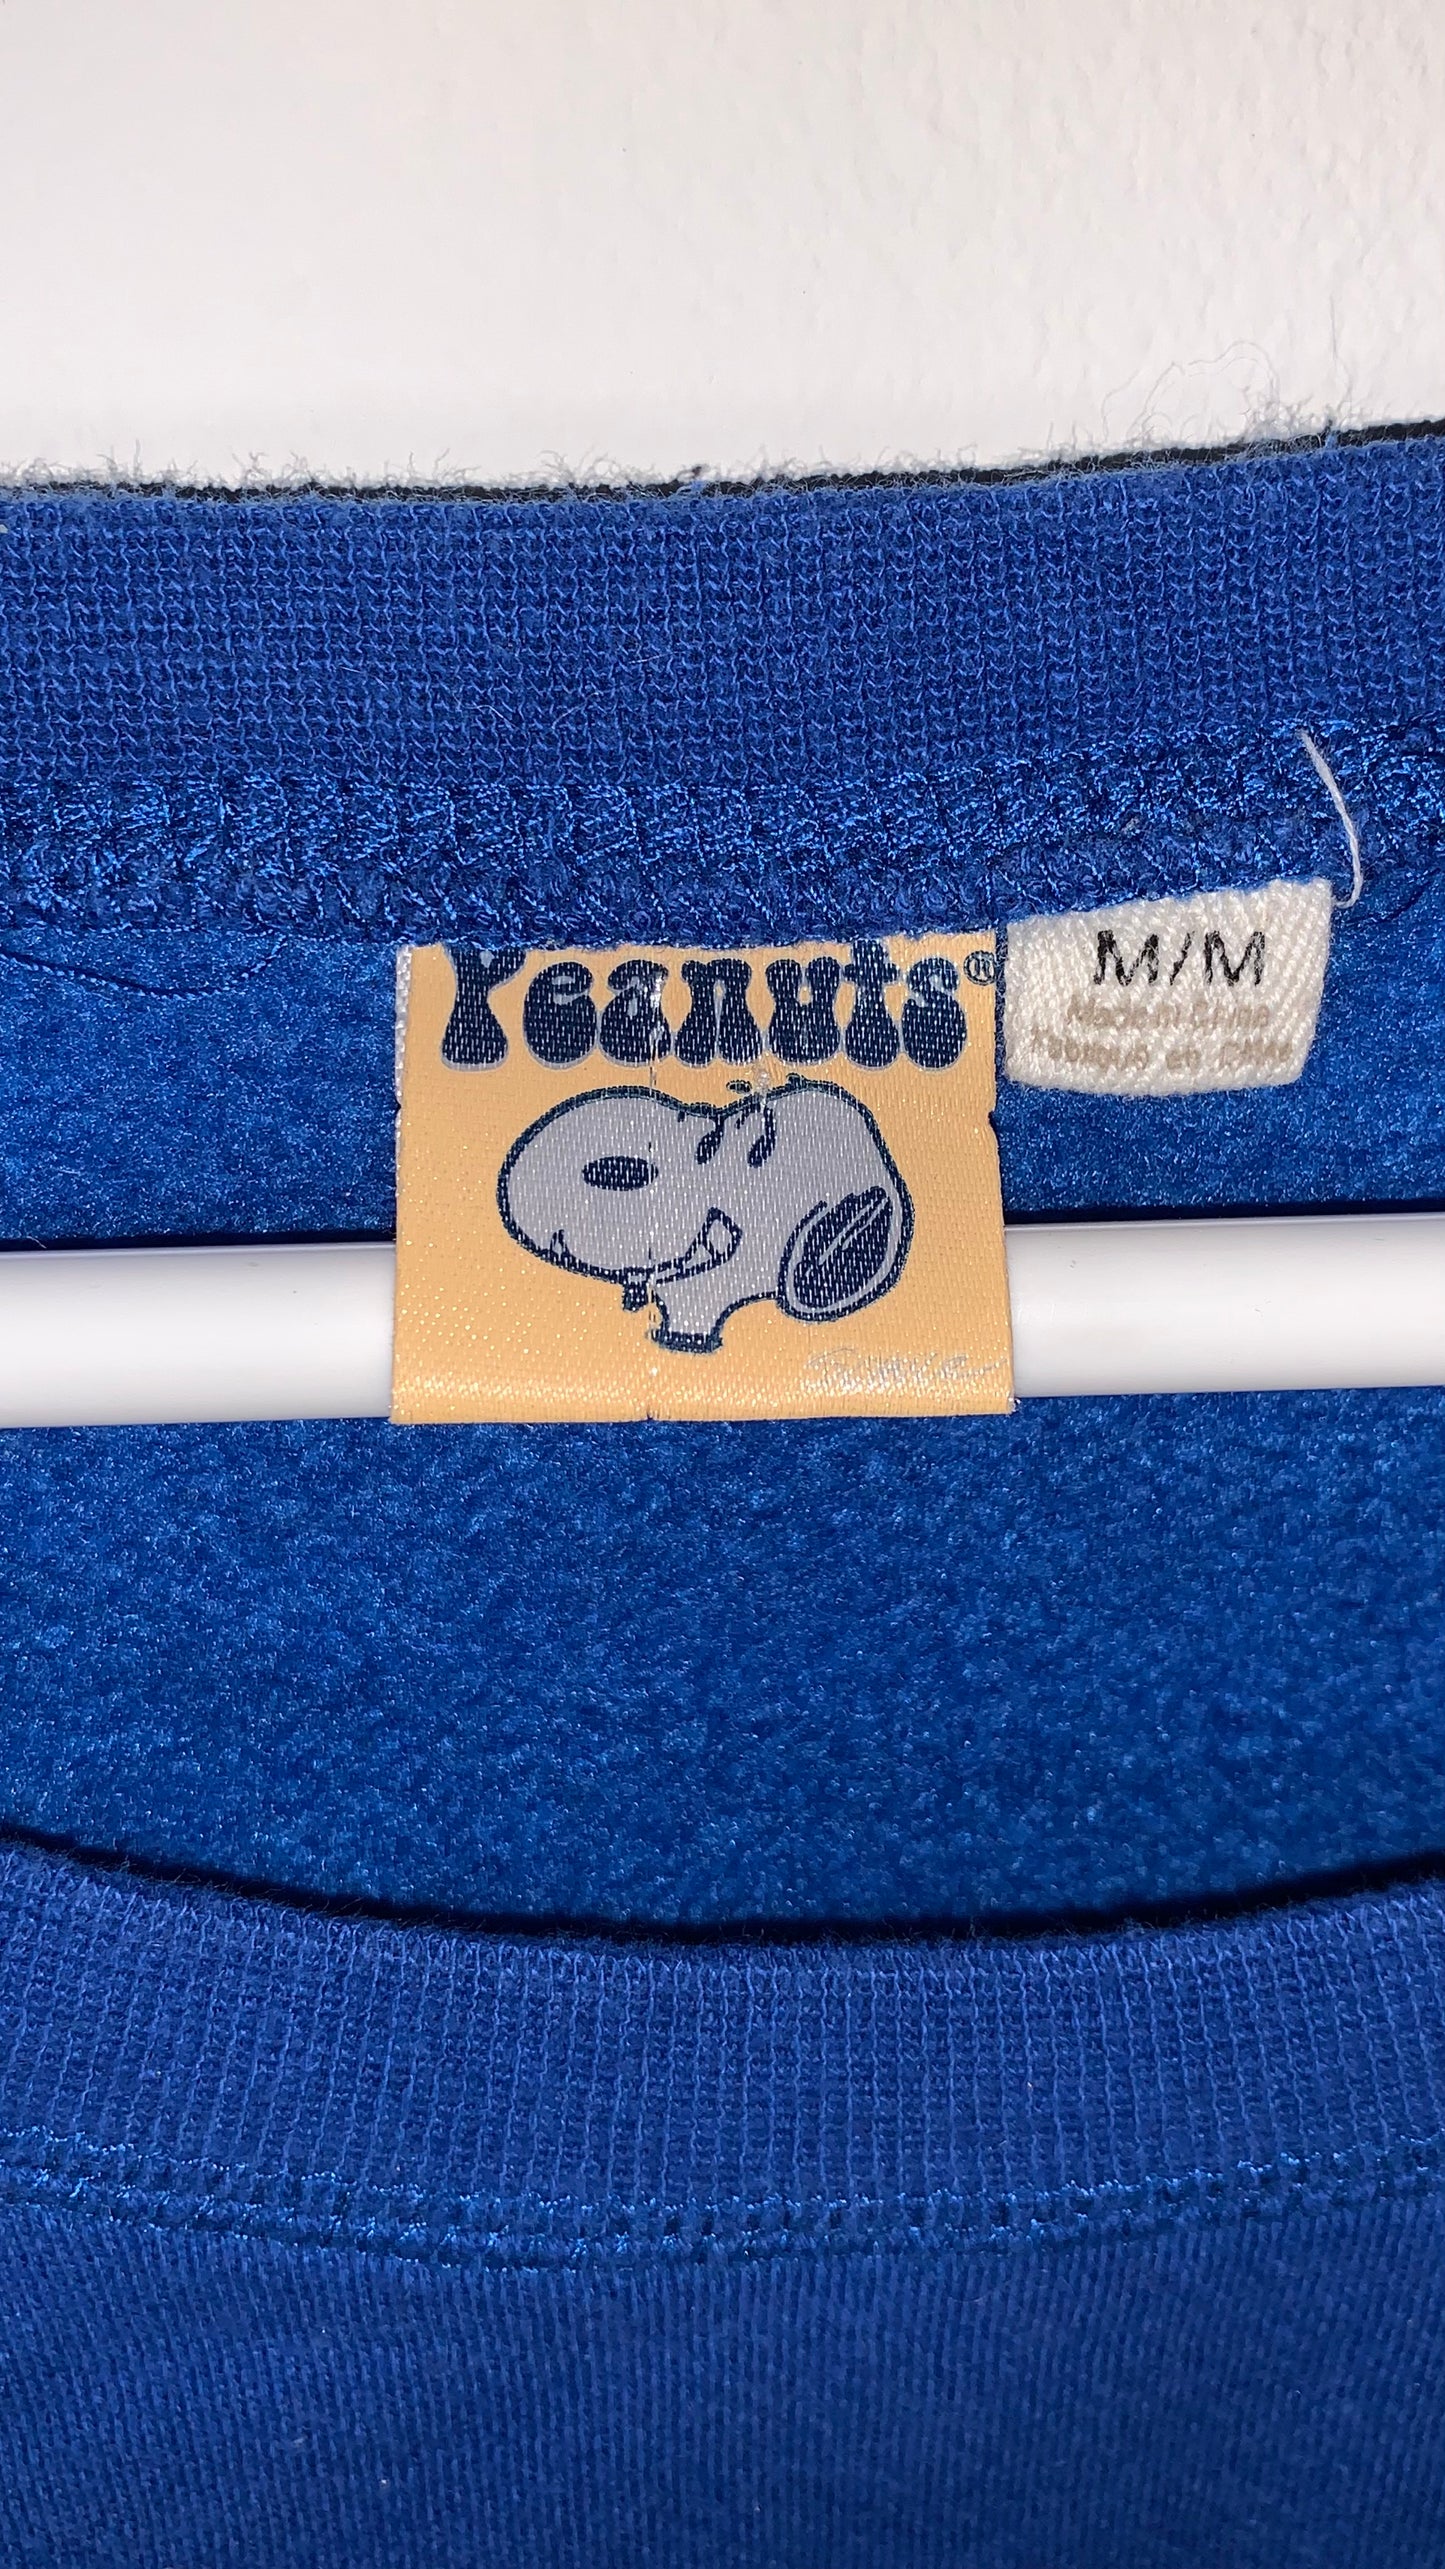 Peanuts®
M/M
Made in China
Fabriqué en Chine